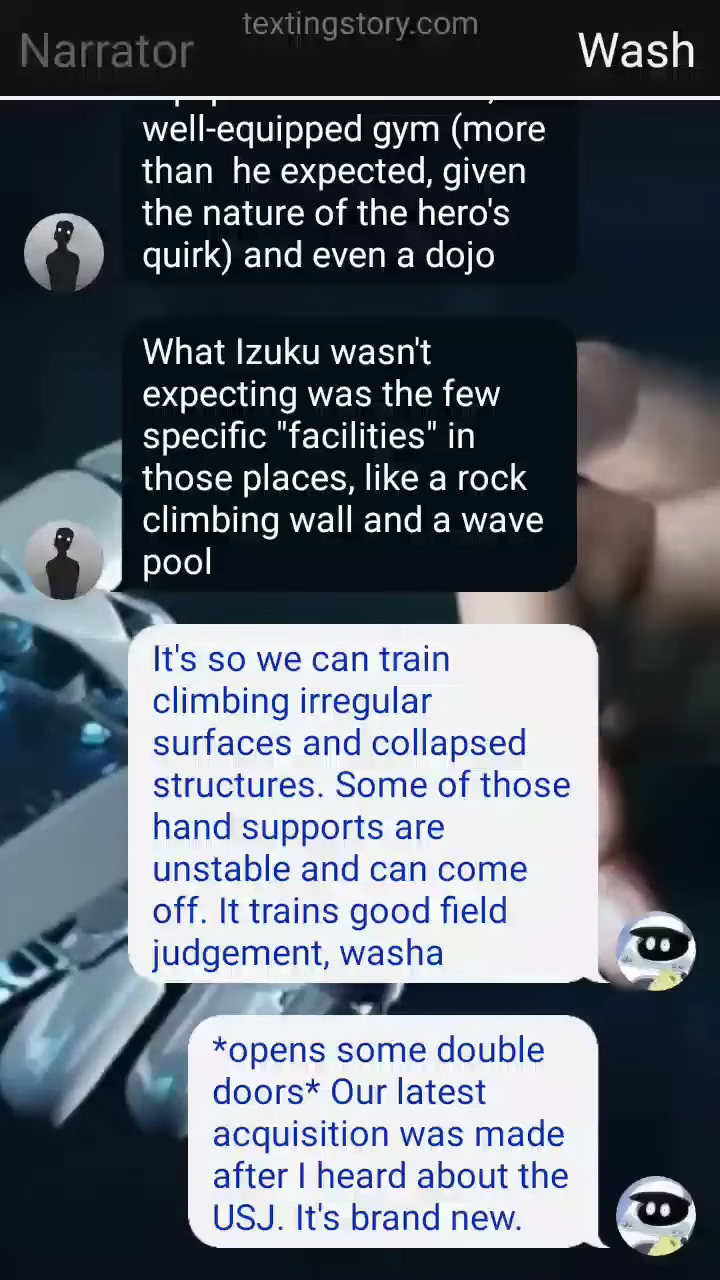 textingstory.com
Narrator
Wash
well-equipped gym (more
than  he expected, given
the nature of the hero's
quirk) and even a dojo
What Izuku wasn't
expecting was the few
specific "facilities" in
those places, like a rock
climbing wall and a wave
pool
It's so we can train
climbing irregular
surfaces and collapsed
structures. Some of those
hand supports are
unstable and can come
off. It trains good field
judgement, washa
*opens some double
doors* Our latest
acquisition was made
after I heard about the
USJ. It's brand new.